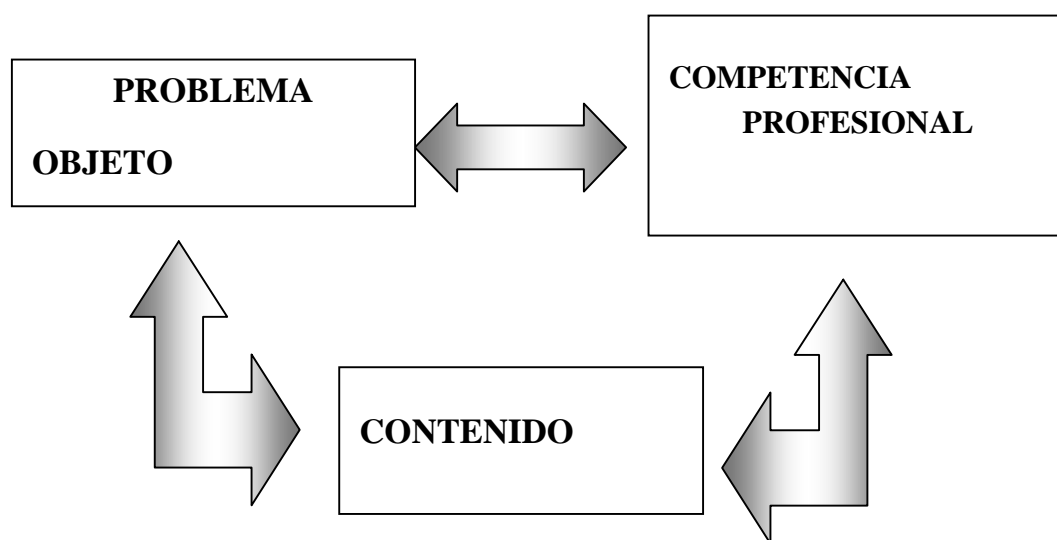 PROBLEMA
OBJETO
COMPETENCIA
PROFESIONAL
CONTENIDO